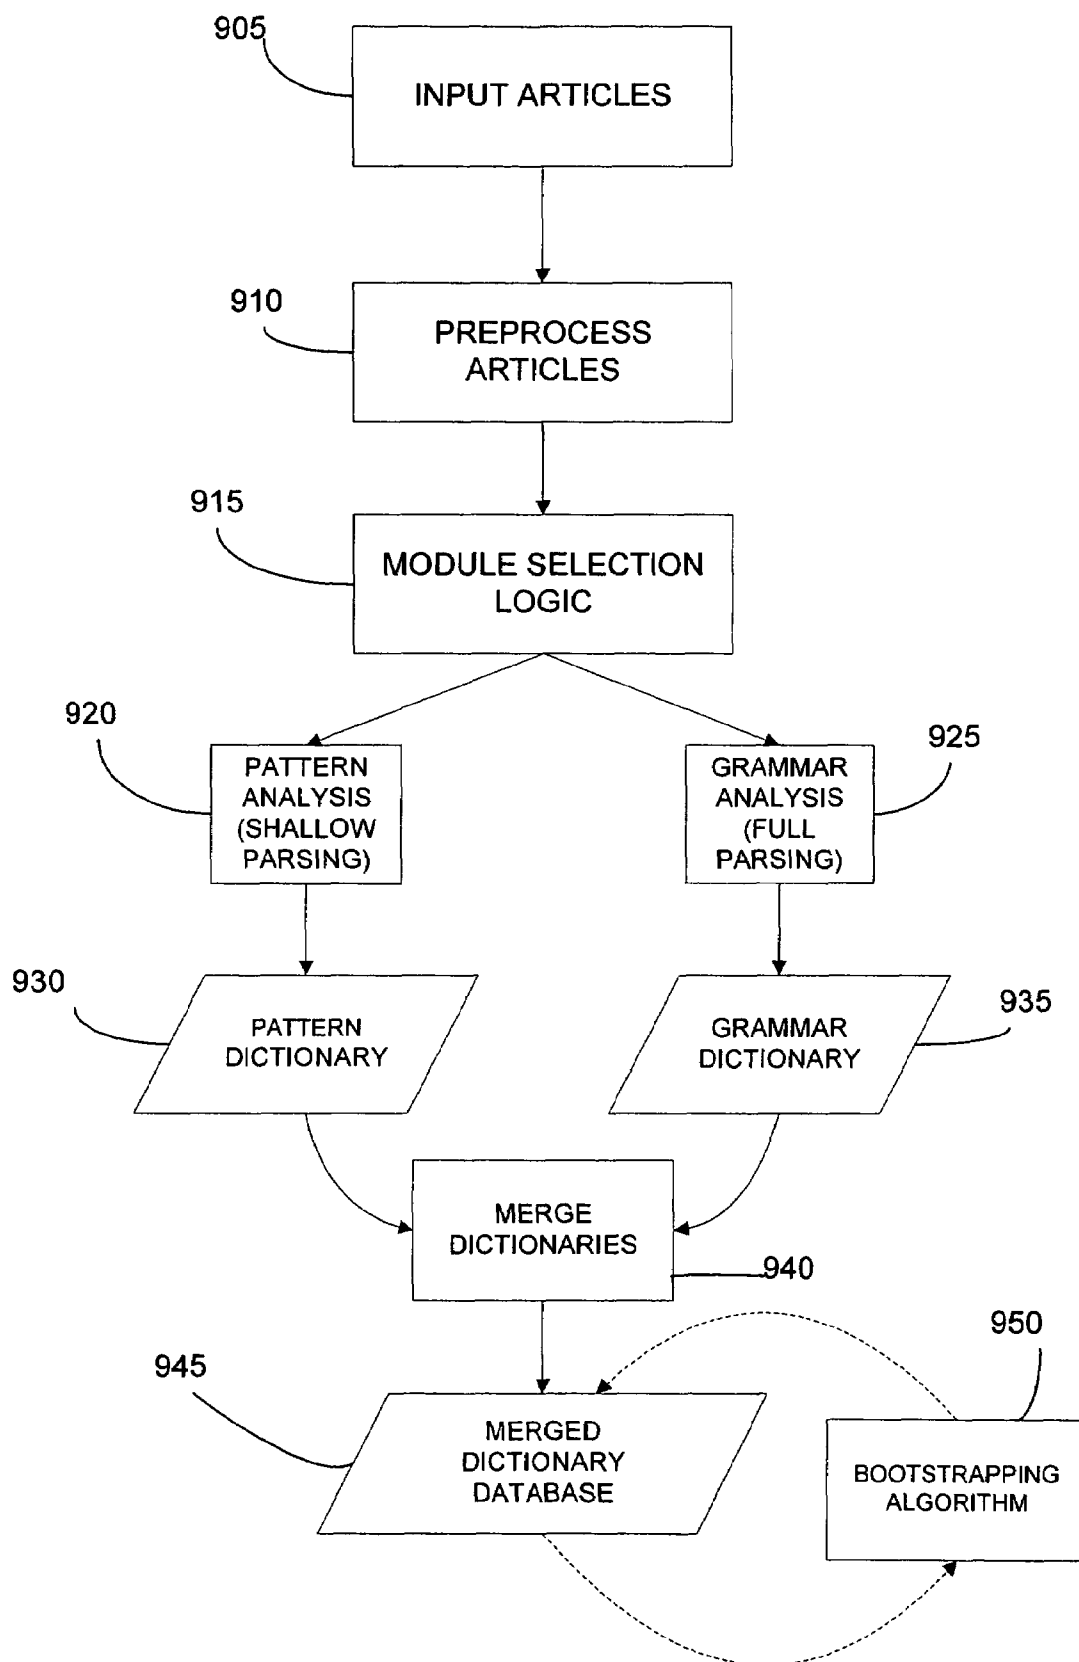 905
INPUT ARTICLES
910
PREPROCESS
ARTICLES
915
MODULE SELECTION
LOGIC
920
PATTERN
ANALYSIS
(SHALLOW
PARSING)
925
GRAMMAR
ANALYSIS
(FULL
PARSING)
930
PATTERN
DICTIONARY
935
GRAMMAR
DICTIONARY
MERGE
DICTIONARIES
940
945
MERGED
DICTIONARY
DATABASE
950
BOOTSTRAPPING
ALGORITHM